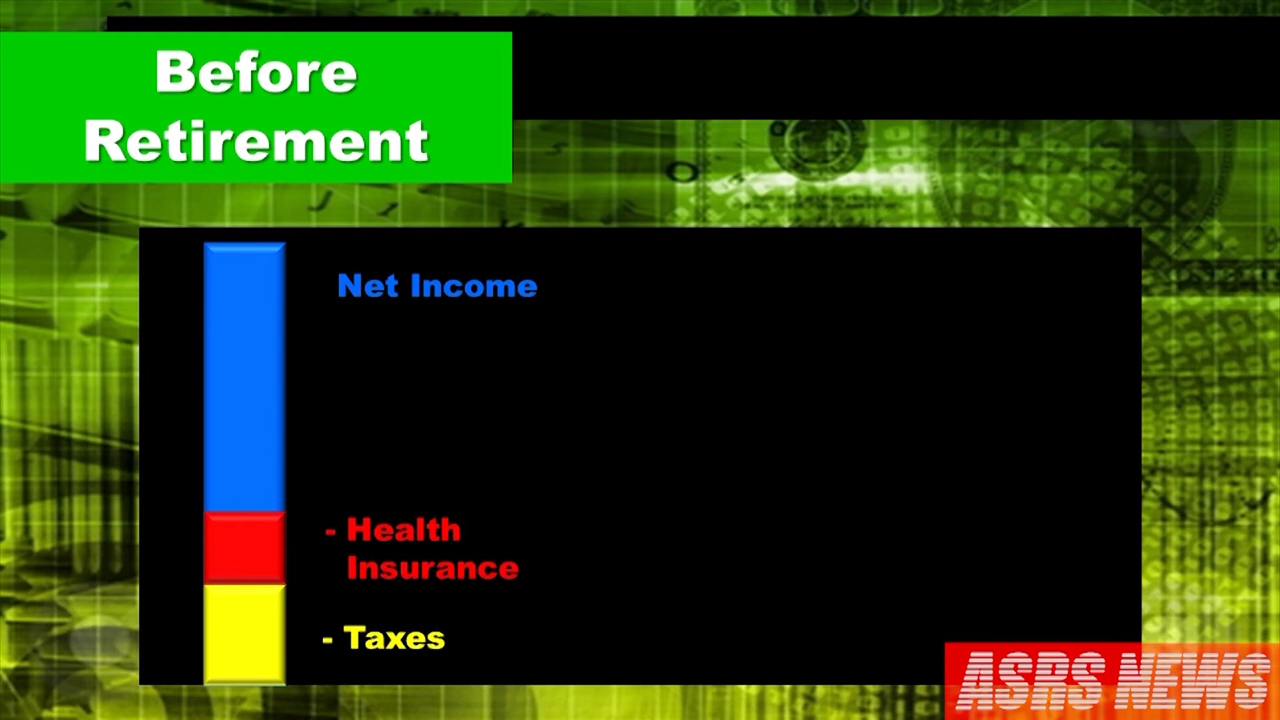 Before
Retirement
Net Income
- Health
Insurance
- Taxes
ASRS NEWS